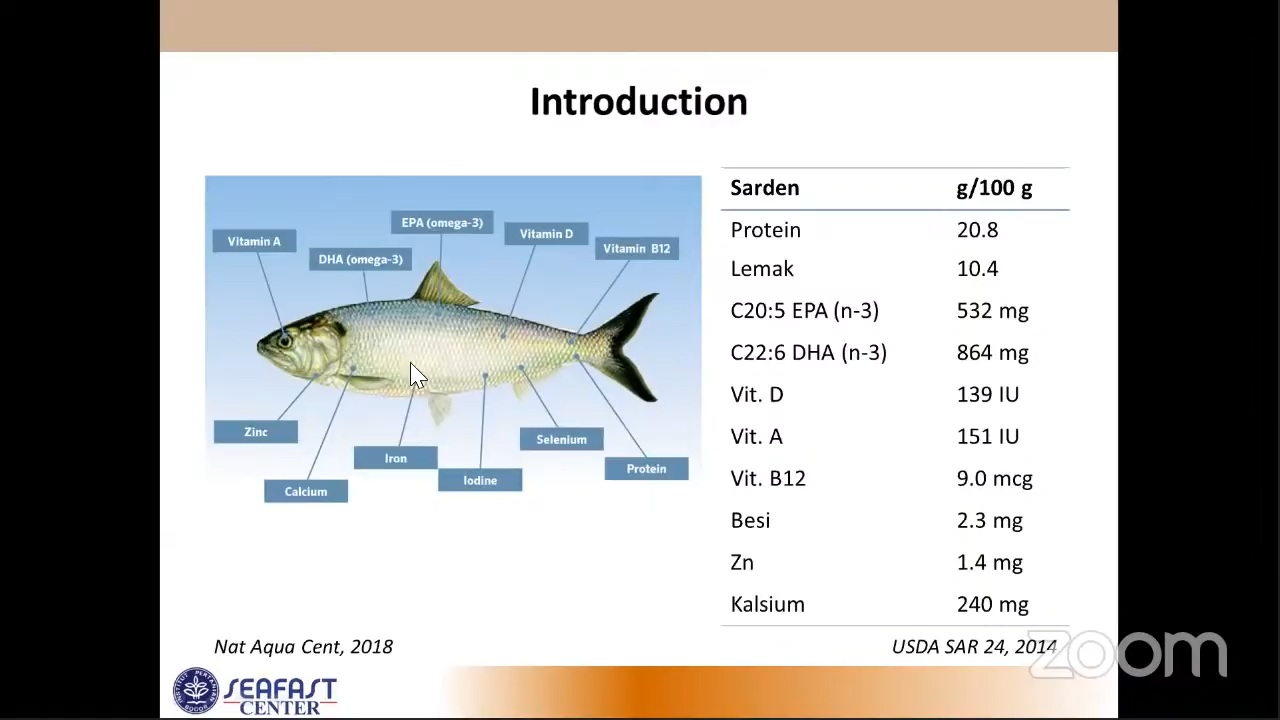 Introduction
EPA (omega-3)
Vitamin A
DHA (omega-3)
Vitamin D
Vitamin B12
Zinc
Calcium
Iron
Iodine
Selenium
Protein
Sarden g/100 g
Protein 20.8
Lemak 10.4
C20:5 EPA (n-3) 532 mg
C22:6 DHA (n-3) 864 mg
Vit. D 139 IU
Vit. A 151 IU
Vit. B12 9.0 mcg
Besi 2.3 mg
Zn 1.4 mg
Kalsium 240 mg
Nat Aqua Cent, 2018
USDA SAR 24, 2014
zoom
INSTITUT PERTANIAN BOGOR
SEAFAST
CENTER